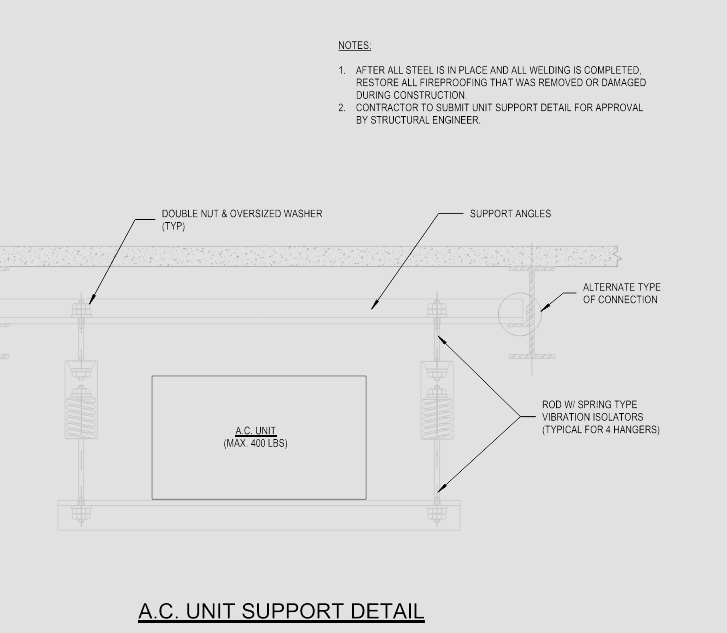 NOTES:
1. AFTER ALL STEEL IS IN PLACE AND ALL WELDING IS COMPLETED,
RESTORE ALL FIREPROOFING THAT WAS REMOVED OR DAMAGED
DURING CONSTRUCTION.
2. CONTRACTOR TO SUBMIT UNIT SUPPORT DETAIL FOR APPROVAL
BY STRUCTURAL ENGINEER.
DOUBLE NUT & OVERSIZED WASHER
(TYP)
SUPPORT ANGLES
ALTERNATE TYPE
OF CONNECTION
ROD W/ SPRING TYPE
VIBRATION ISOLATORS
(TYPICAL FOR 4 HANGERS)
A.C. UNIT
(MAX. 400 LBS)
A.C. UNIT SUPPORT DETAIL